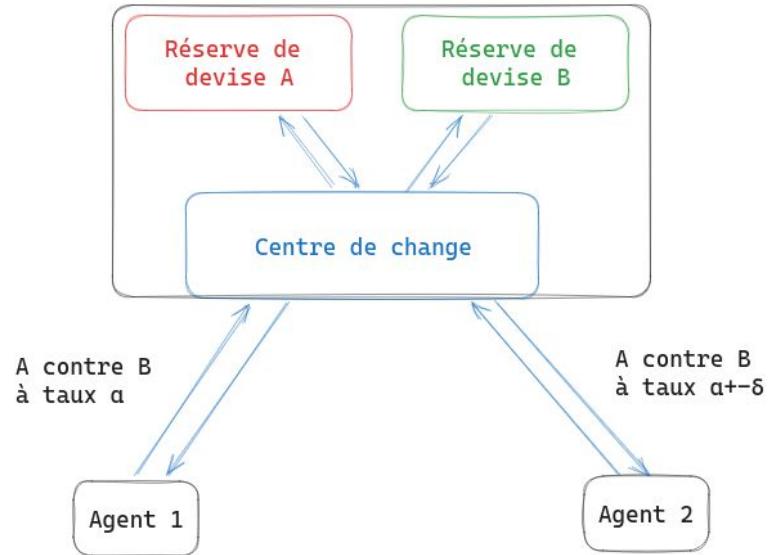 Réserve de
devise A
Réserve de
devise B
Centre de change
A contre B
à taux α
A contre B
à taux α+-δ
Agent 1
Agent 2